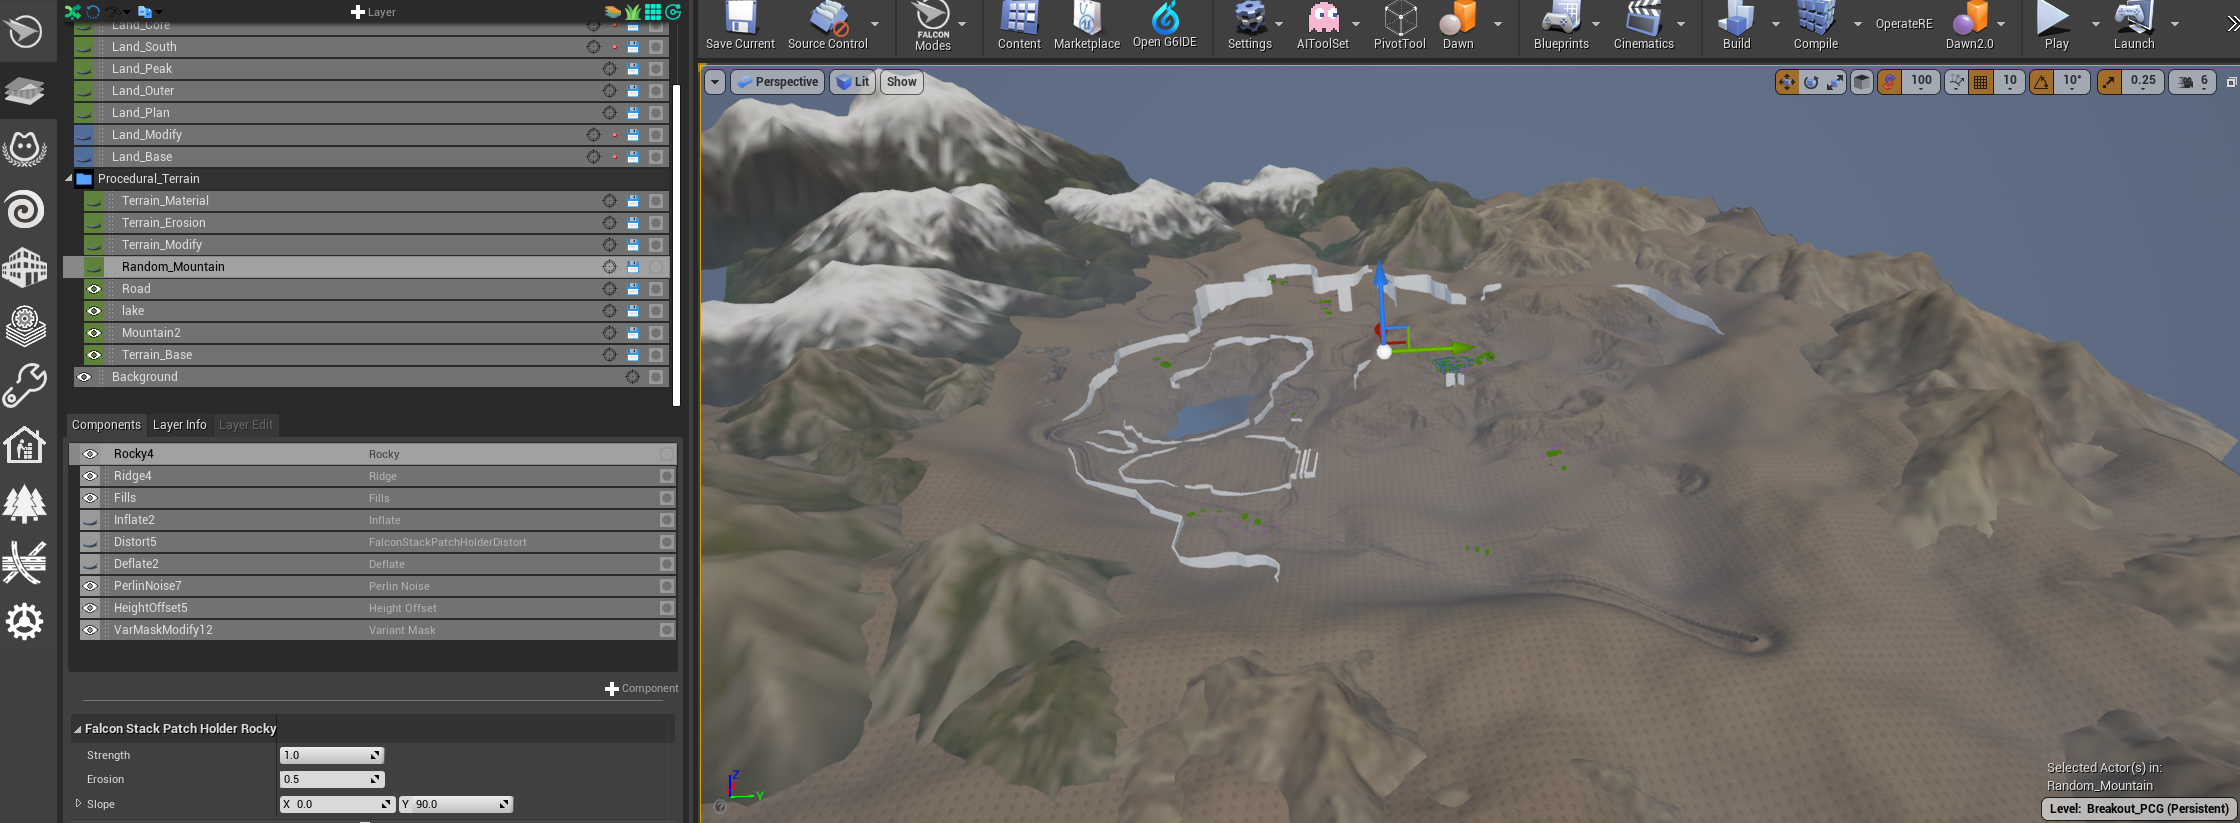 Layer
Land_Core
Land_South
Land_Peak
Land_Outer
Land_Plan
Land_Modify
Land_Base
Procedural_Terrain
Terrain_Material
Terrain_Erosion
Terrain_Modify
Random_Mountain
Road
lake
Mountain2
Terrain_Base
Background
Components Layer Info Layer Edit
Rocky4 Rocky
Ridge4 Ridge
Fills Fills
Inflate2 Inflate
Distort5 FalconStackPatchHolderDistort
Deflate2 Deflate
PerlinNoise7 Perlin Noise
HeightOffset5 Height Offset
VarMaskModify12 Variant Mask
Component
Falcon Stack Patch Holder Rocky
Strength 1.0
Erosion 0.5
Slope X 0.0 Y 90.0
Save Current Source Control FALCON Modes Content Marketplace Open G6IDE Settings AIToolSet PivotTool Dawn Blueprints Cinematics Build Compile OperateRE Dawn2.0 Play Launch
Perspective Lit Show 100 10 10° 0.25 6
Z
Y
Selected Actor(s) in:
Random_Mountain
Level: Breakout_PCG (Persistent)